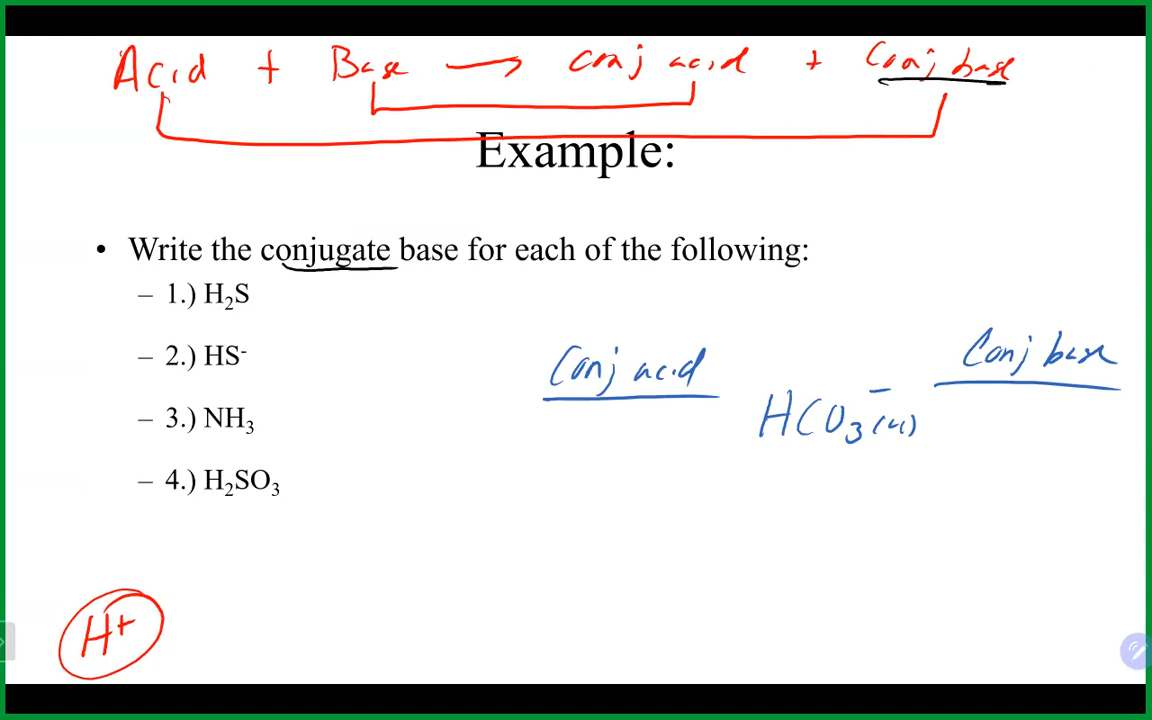 Acid + Base → conj acid + Conj base
Example:
• Write the conjugate base for each of the following:
– 1.) H₂S
– 2.) HS⁻
– 3.) NH₃
– 4.) H₂SO₃
Conj acid
HCO₃⁻
Conj base
H⁺